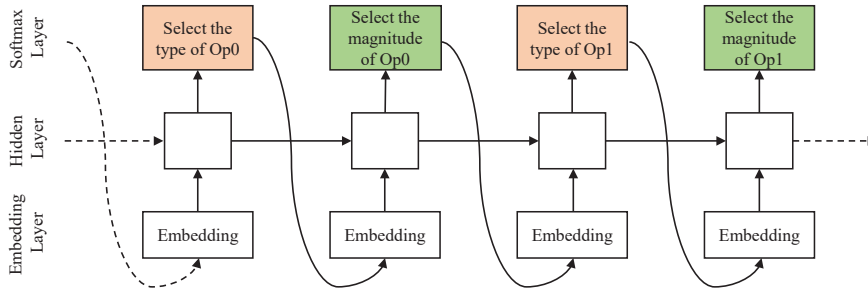 Softmax
Layer
Select the
type of Op0
Select the
magnitude
of Op0
Select the
type of Op1
Select the
magnitude
of Op1
Hidden
Layer
Embedding
Layer
Embedding
Embedding
Embedding
Embedding